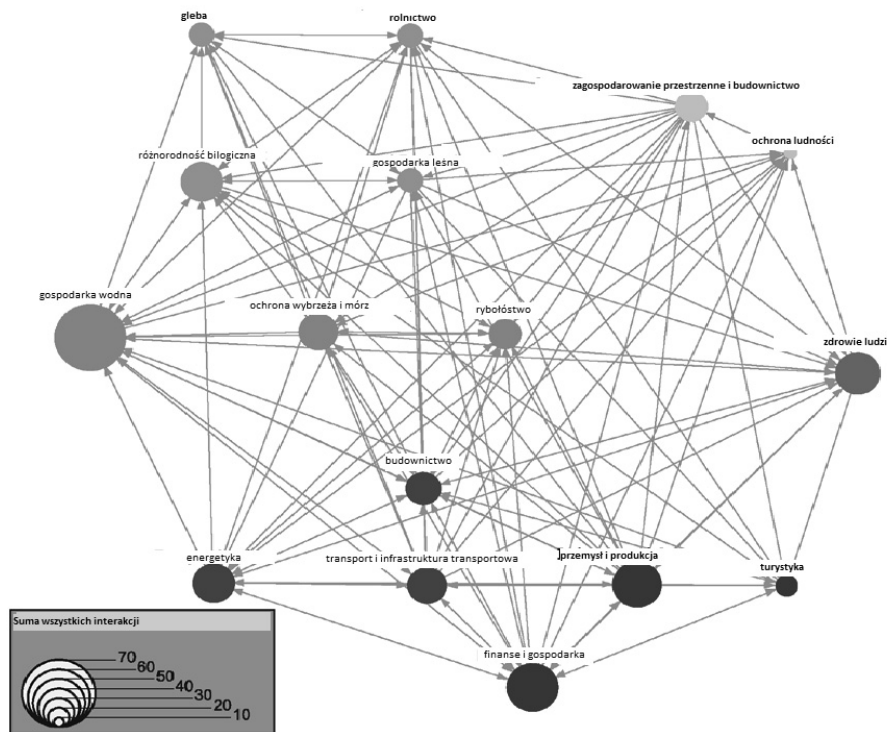 gleba
rolnictwo
zagospodarowanie przestrzenne i budownictwo
ochrona ludności
różnorodność bilogiczna
gospodarka leśna
gospodarka wodna
ochrona wybrzeża i mórz
rybołóstwo
zdrowie ludzi
budownictwo
energetyka
transport i infrastruktura transportowa
przemysł i produkcja
turystyka
finanse i gospodarka
Suma wszystkich interakcji
70
60
50
40
30
20
10